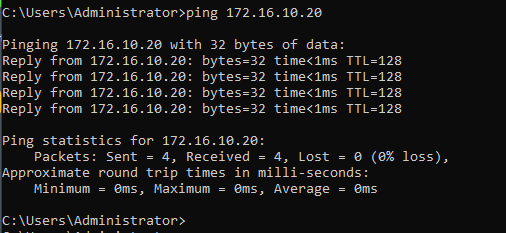 C:\Users\Administrator>ping 172.16.10.20
Pinging 172.16.10.20 with 32 bytes of data:
Reply from 172.16.10.20: bytes=32 time<1ms TTL=128
Reply from 172.16.10.20: bytes=32 time<1ms TTL=128
Reply from 172.16.10.20: bytes=32 time<1ms TTL=128
Reply from 172.16.10.20: bytes=32 time<1ms TTL=128
Ping statistics for 172.16.10.20:
    Packets: Sent = 4, Received = 4, Lost = 0 (0% loss),
Approximate round trip times in milli-seconds:
    Minimum = 0ms, Maximum = 0ms, Average = 0ms
C:\Users\Administrator>